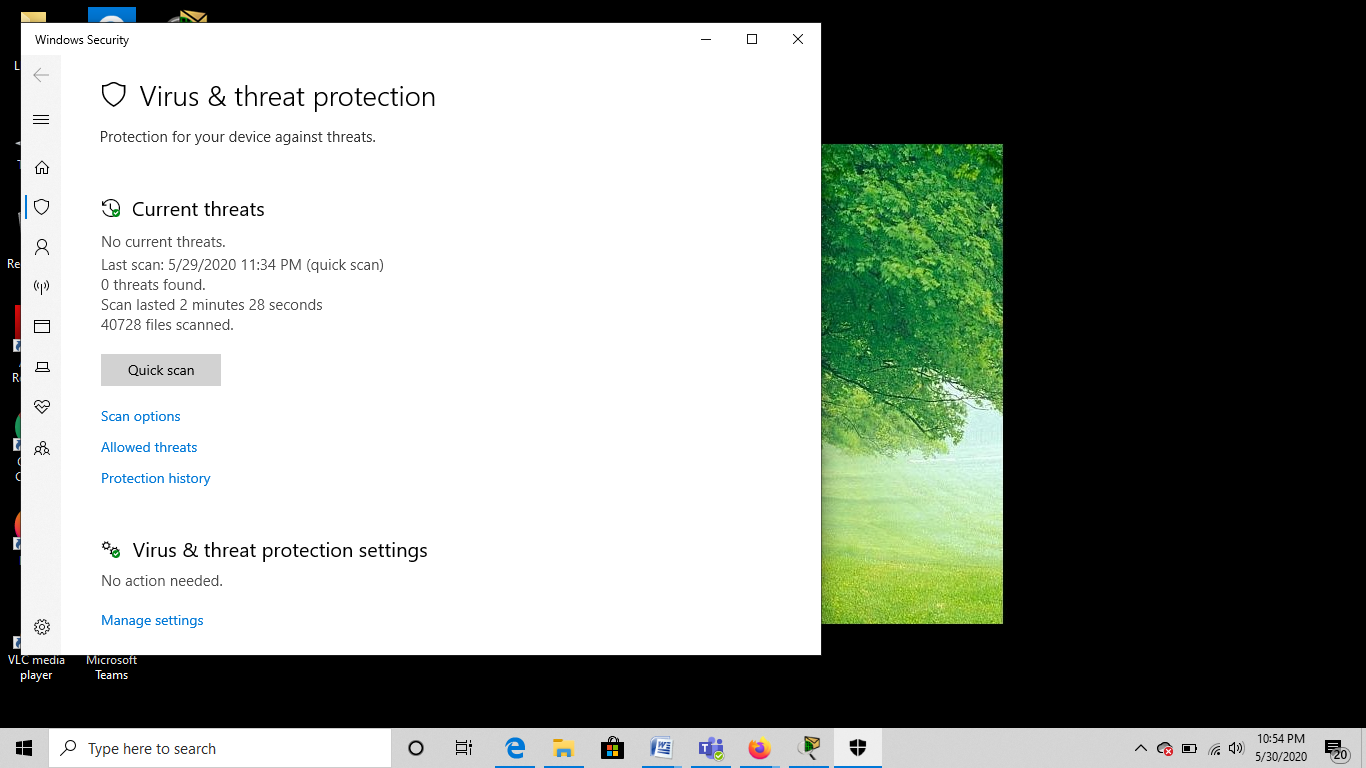 Windows Security
Virus & threat protection
Protection for your device against threats.
Current threats
No current threats.
Last scan: 5/29/2020 11:34 PM (quick scan)
0 threats found.
Scan lasted 2 minutes 28 seconds
40728 files scanned.
Quick scan
Scan options
Allowed threats
Protection history
Virus & threat protection settings
No action needed.
Manage settings
VLC media
player
Microsoft
Teams
Type here to search
10:54 PM
5/30/2020
20